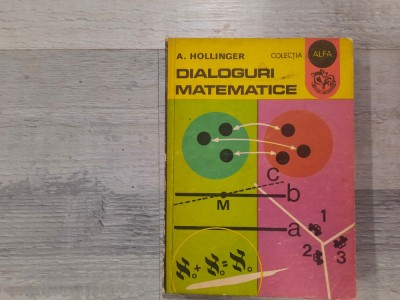 A. HOLLINGER
COLECȚIA
ALFA
DIALOGURI
MATEMATICE
C
b
M
a
1
2
3
+ =